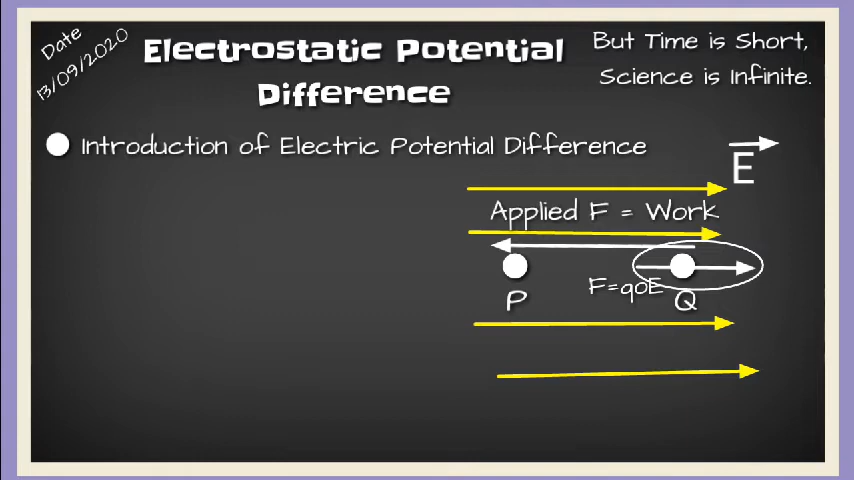 Date
13/09/2020
Electrostatic Potential
Difference
But Time is Short,
Science is Infinite.
Introduction of Electric Potential Difference
E
Applied F = Work
F=qoE
P
Q